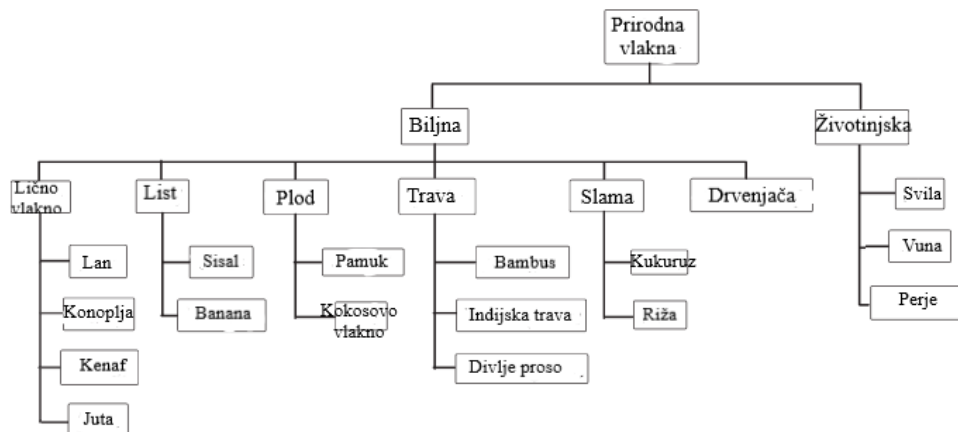 Prirodna
vlakna
Biljna
Životinjska
Lično
vlakno
List
Plod
Trava
Slama
Drvenjača
Svila
Vuna
Perje
Lan
Konoplja
Kenaf
Juta
Sisal
Banana
Pamuk
Kokosovo
vlakno
Bambus
Indijska trava
Divlje proso
Kukuruz
Riža